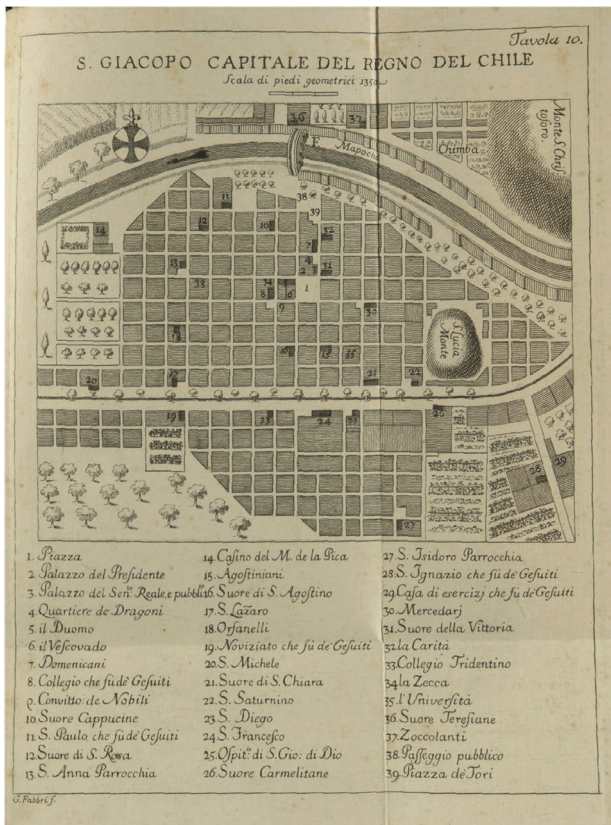 Tavola 10.
S. GIACOPO CAPITALE DEL REGNO DEL CHILE
Scala di piedi geometrici 1350
Monte S. Chris
toforo.
Chimba
Mapocho
S. Lucia
Monte
1. Piazza
2. Palazzo del Presidente
3. Palazzo del Sen.º Reale, e pubbli
4. Quartiere de Dragoni
5. il Duomo
6. il Vescovado
7. Domenicani
8. Collegio che fù de' Gesuiti
9. Convitto de Nobili
10. Suore Cappucine
11. S. Paulo che fù de' Gesuiti
12. Suore di S. Rosa
13. S. Anna Parrocchia
14. Casino del M. de la Pica
15. Agostiniani
16 Suore di S. Agostino
17. S. Lazaro
18. Orfanelli
19. Noviziato che fù de' Gesuiti
20. S. Michele
21. Suore di S. Chiara
22. S. Saturnino
23. S. Diego
24. S. Francesco
25. Ospit.º di S. Gio: di Dio
26. Suore Carmelitane
27. S. Isidoro Parrocchia
28. S. Ignazio che fù de' Gesuiti
29. Casa di esercizj che fù de' Gesuiti
30. Mercedarj
31. Suore della Vittoria
32. la Carità
33. Collegio Tridentino
34. la Zecca
35. l'Università
36. Suore Teresiane
37. Zoccolanti
38. Passeggio pubblico
39. Piazza de Tori
G. Fabbri f.